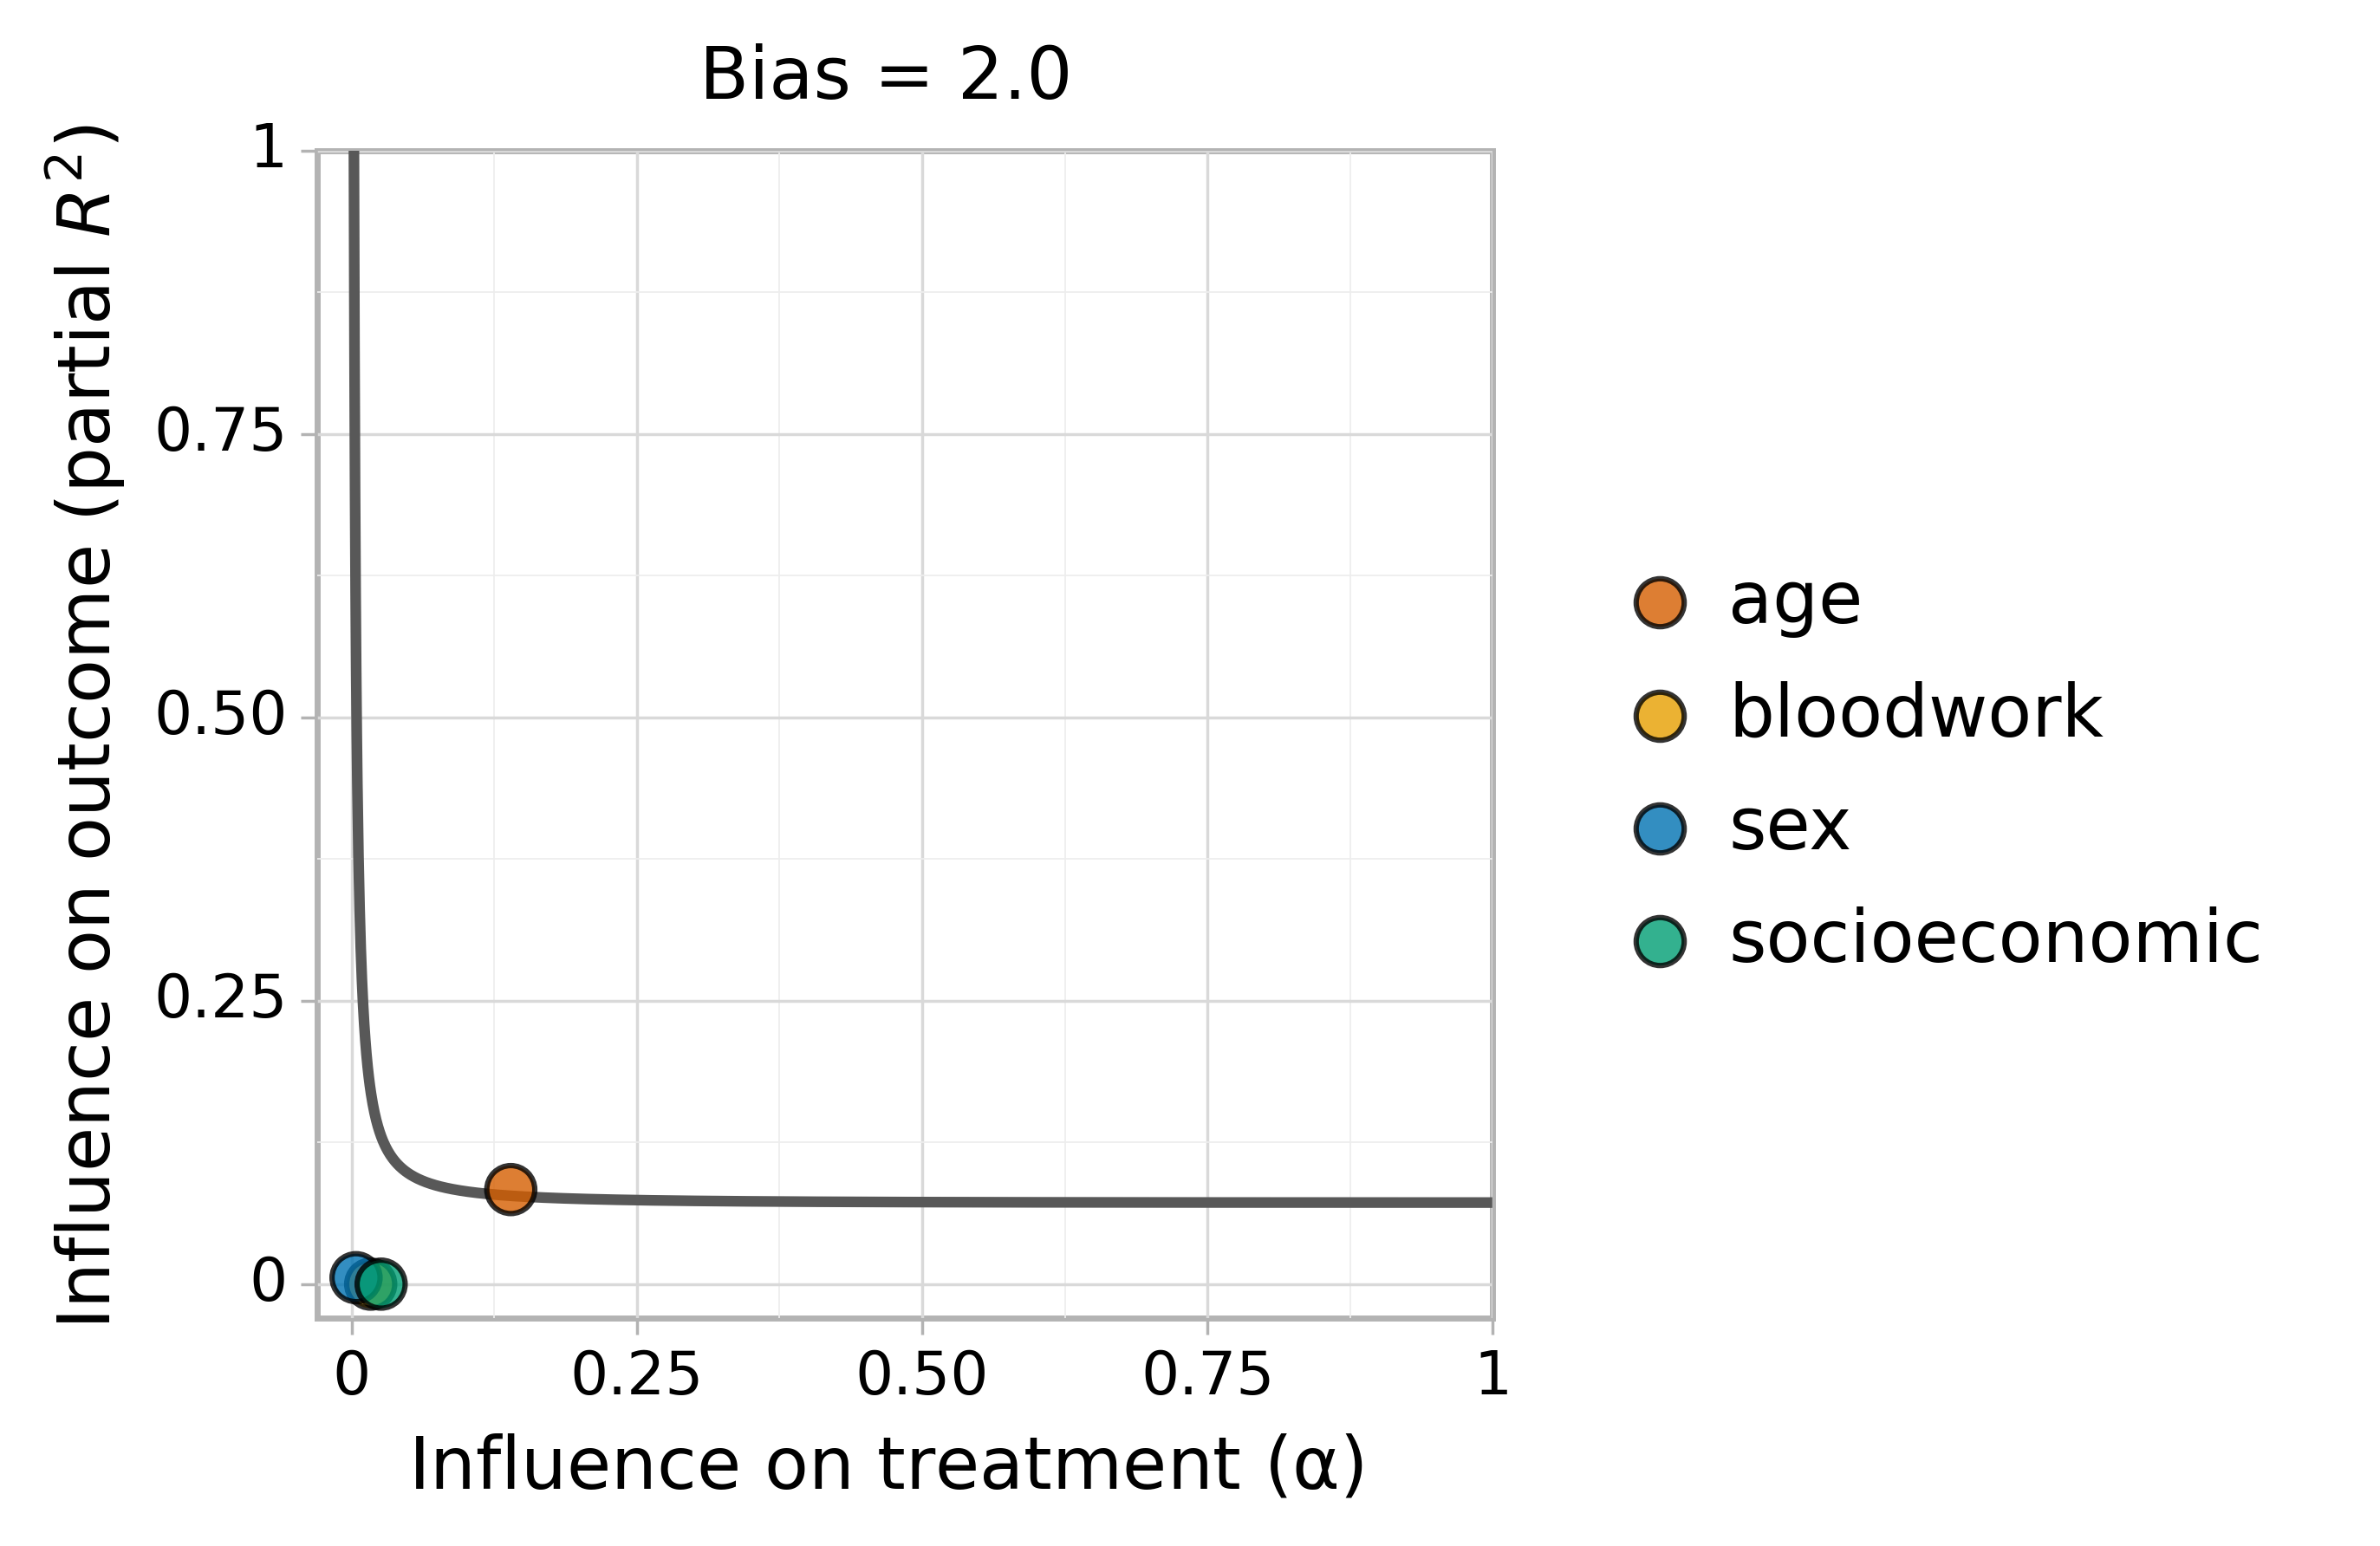 Bias = 2.0
Influence on outcome (partial R²)
1
0.75
0.50
0.25
0
0 0.25 0.50 0.75 1
Influence on treatment (α)
age
bloodwork
sex
socioeconomic